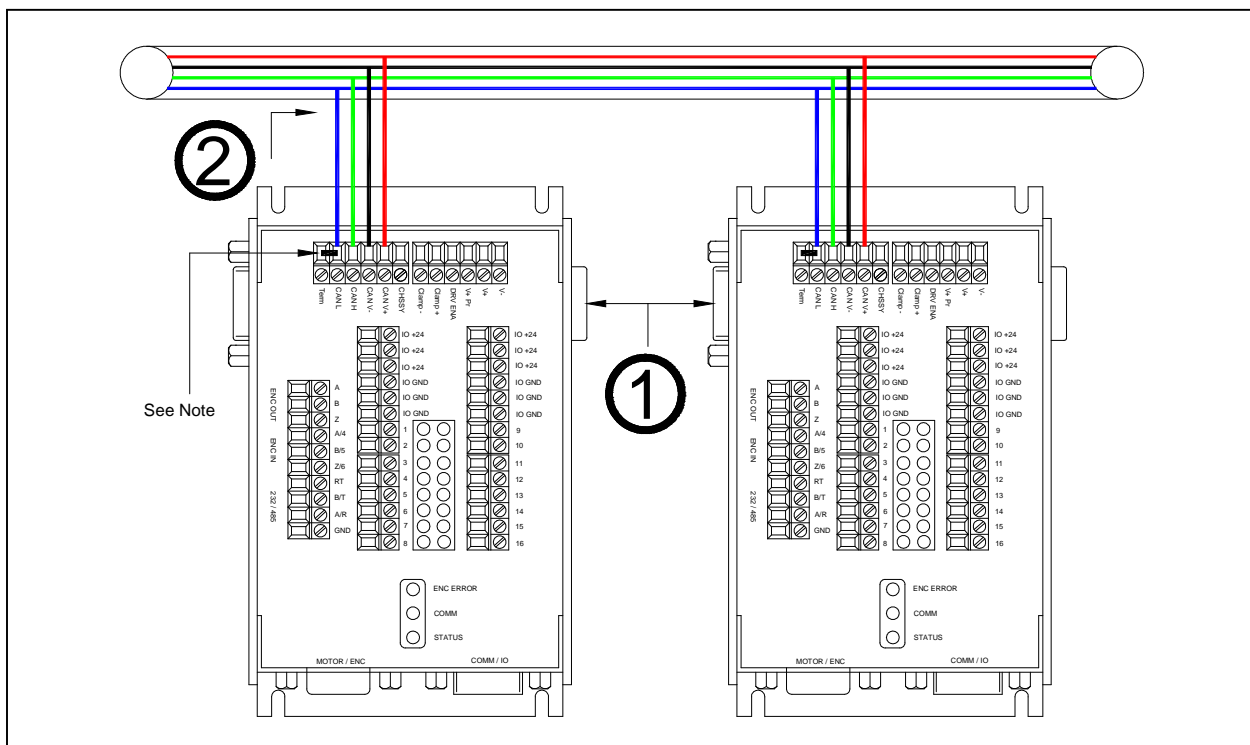 2
See Note
1
Term
CAN L
CAN H
CAN V-
CAN V+
CHSSY
Clamp -
Clamp +
DRV ENA
V+ Pr
V+
V-
IO +24
IO +24
IO +24
IO GND
IO GND
IO GND
1
2
3
4
5
6
7
8
IO +24
IO +24
IO +24
IO GND
IO GND
IO GND
9
10
11
12
13
14
15
16
ENC OUT
ENC IN
232 / 485
A
B
Z
A/4
B/5
Z/6
RT
B/T
A/R
GND
ENC ERROR
COMM
STATUS
MOTOR / ENC
COMM / IO
Term
CAN L
CAN H
CAN V-
CAN V+
CHSSY
Clamp -
Clamp +
DRV ENA
V+ Pr
V+
V-
IO +24
IO +24
IO +24
IO GND
IO GND
IO GND
1
2
3
4
5
6
7
8
IO +24
IO +24
IO +24
IO GND
IO GND
IO GND
9
10
11
12
13
14
15
16
ENC OUT
ENC IN
232 / 485
A
B
Z
A/4
B/5
Z/6
RT
B/T
A/R
GND
ENC ERROR
COMM
STATUS
MOTOR / ENC
COMM / IO